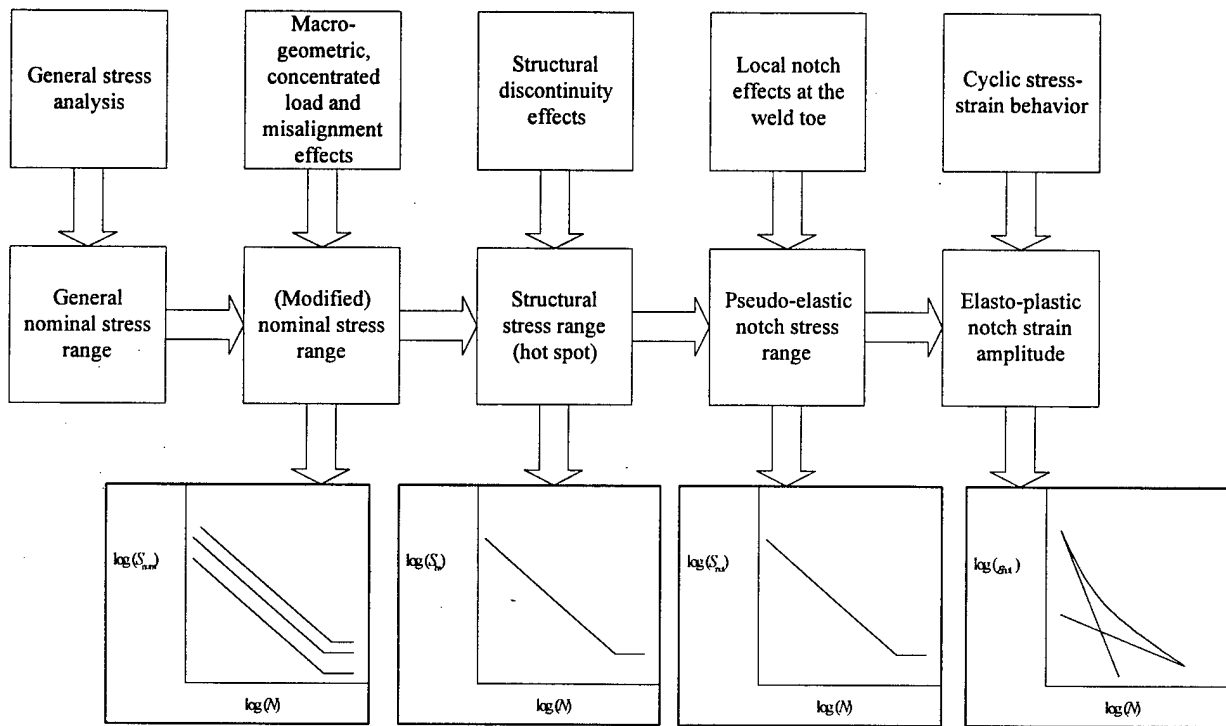 General stress
analysis
Macro-
geometric,
concentrated
load and
misalignment
effects
Structural
discontinuity
effects
Local notch
effects at the
weld toe
Cyclic stress-
strain behavior
General
nominal stress
range
(Modified)
nominal stress
range
Structural
stress range
(hot spot)
Pseudo-elastic
notch stress
range
Elasto-plastic
notch strain
amplitude
log(N)
log(N)
log(N)
log(N)